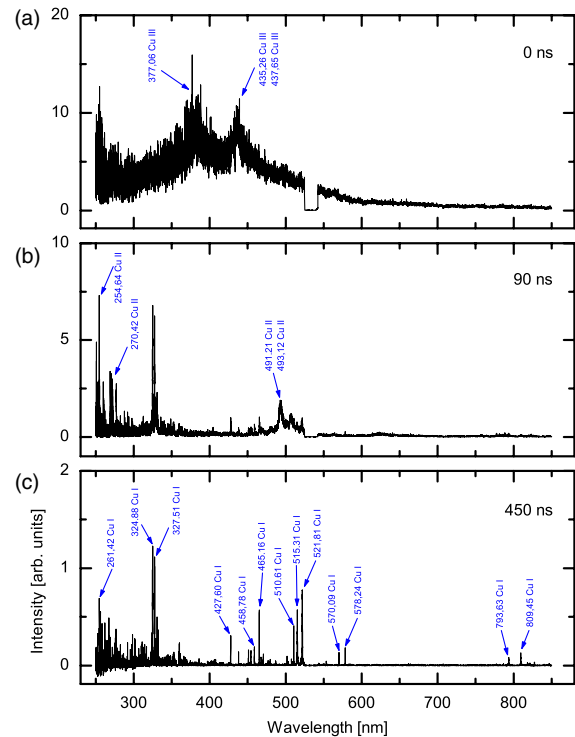 (a)
20
10
0
377,06 Cu III
435,26 Cu III
437,65 Cu III
0 ns
(b)
10
5
0
254,64 Cu II
270,42 Cu II
491,21 Cu II
493,12 Cu II
90 ns
(c)
2
1
0
Intensity [arb. units]
261,42 Cu I
324.88 Cu I
327.51 Cu I
427,60 Cu I
458,78 Cu I
465.16 Cu I
510.61 Cu I
515.31 Cu I
521,81 Cu I
570,09 Cu I
578,24 Cu I
793,63 Cu I
809,45 Cu I
450 ns
300 400 500 600 700 800
Wavelength [nm]